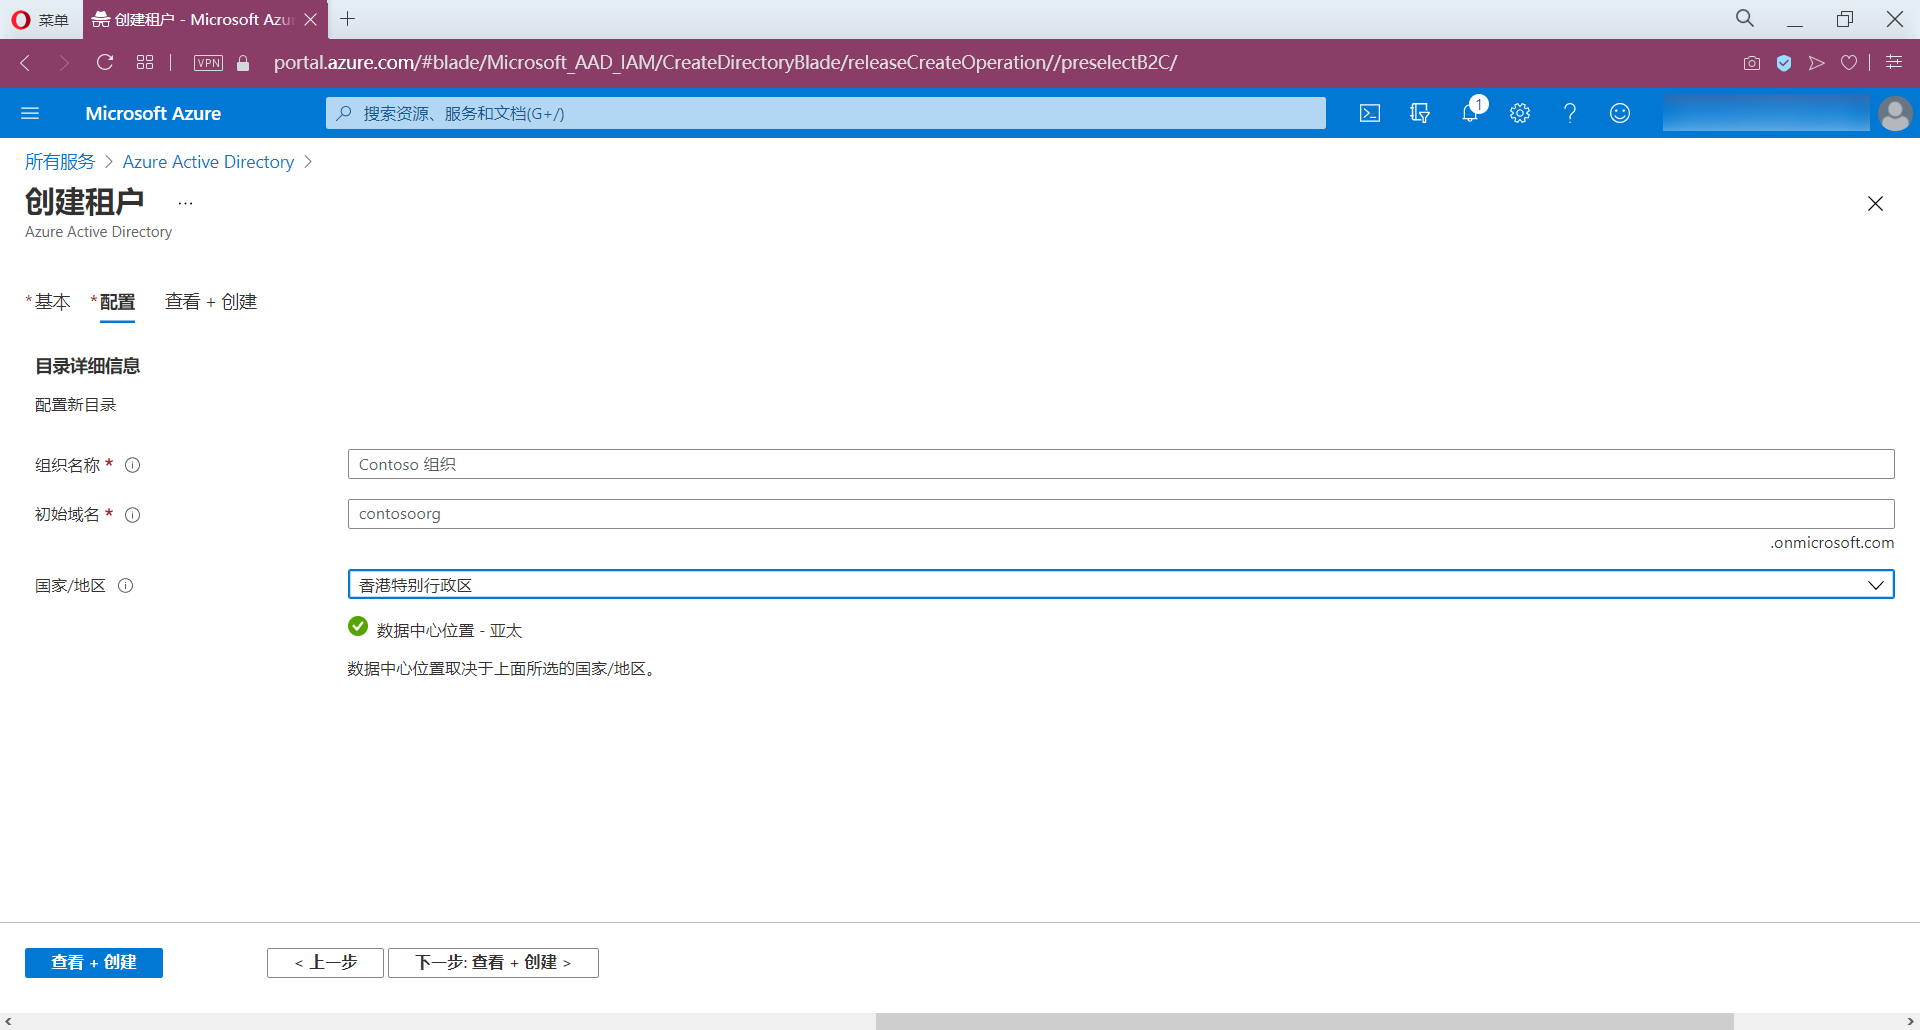 菜单
创建租户 - Microsoft Azu
VPN
portal.azure.com/#blade/Microsoft_AAD_IAM/CreateDirectoryBlade/releaseCreateOperation//preselectB2C/
Microsoft Azure
搜索资源、服务和文档(G+/)
1
所有服务 > Azure Active Directory >
创建租户 ...
Azure Active Directory
*基本 *配置 查看 + 创建
目录详细信息
配置新目录
组织名称 *
Contoso 组织
初始域名 *
contosoorg
.onmicrosoft.com
国家/地区
香港特别行政区
数据中心位置 - 亚太
数据中心位置取决于上面所选的国家/地区。
查看 + 创建
< 上一步
下一步: 查看 + 创建 >